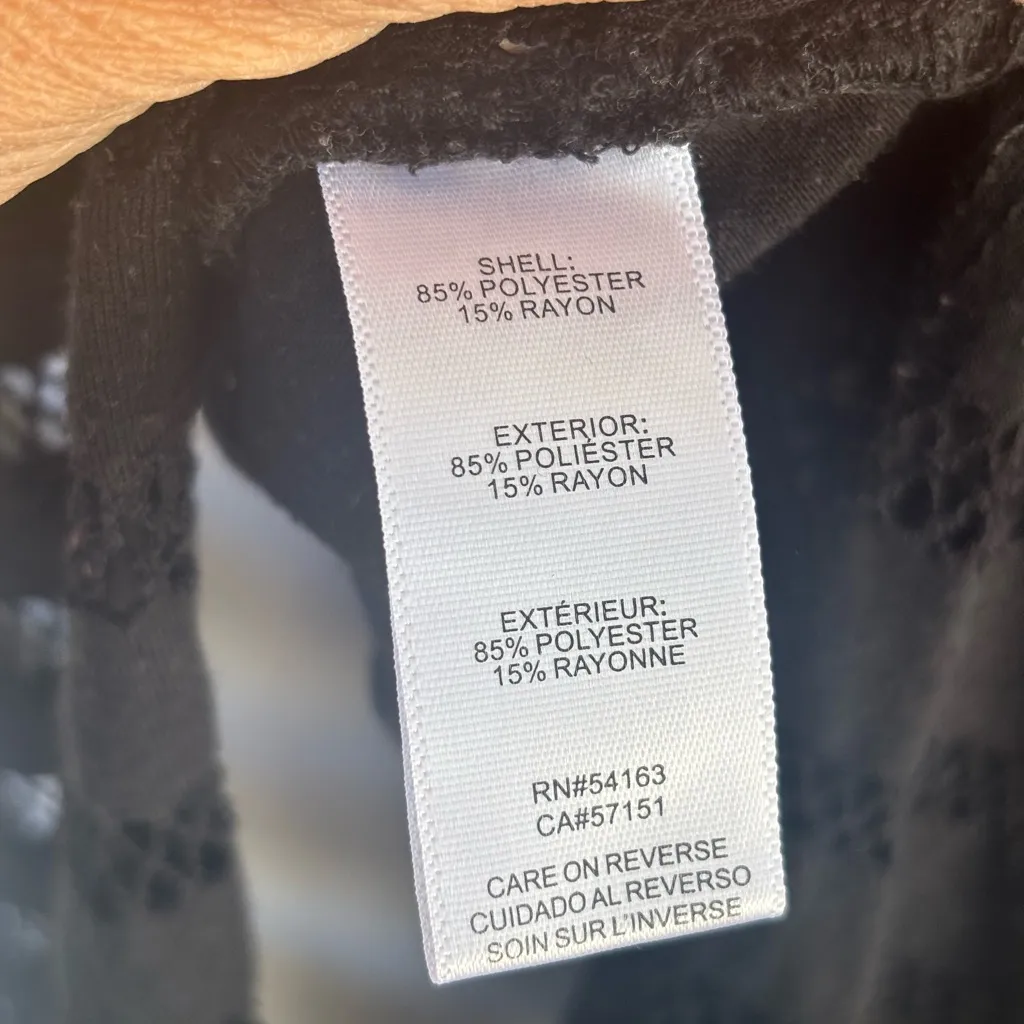 SHELL:
85% POLYESTER
15% RAYON
EXTERIOR:
85% POLIÉSTER
15% RAYON
EXTÉRIEUR:
85% POLYESTER
15% RAYONNE
RN#54163
CA#57151
CARE ON REVERSE
CUIDADO AL REVERSO
SOIN SUR L'INVERSE